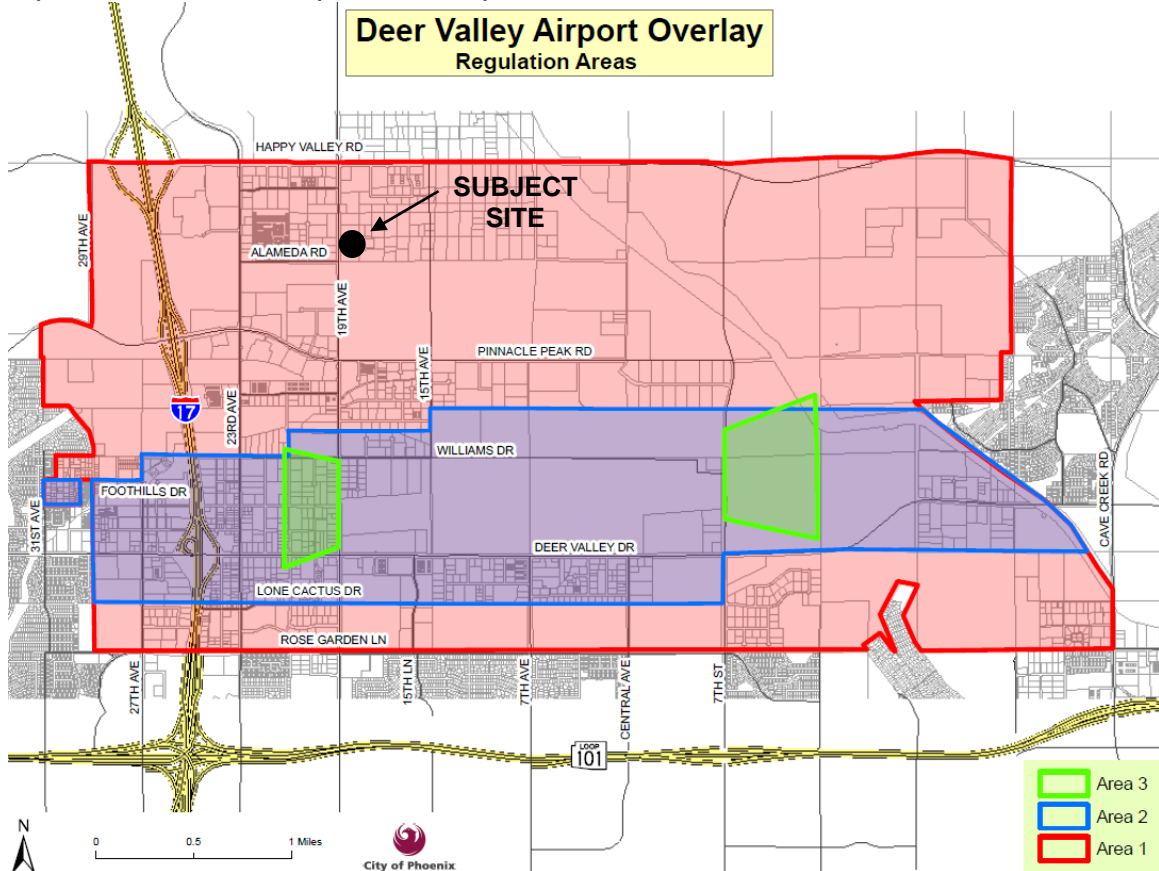 Deer Valley Airport Overlay
Regulation Areas
HAPPY VALLEY RD
SUBJECT
SITE
29TH AVE
ALAMEDA RD
19TH AVE
PINNACLE PEAK RD
15TH AVE
17
23RD AVE
WILLIAMS DR
FOOTHILLS DR
31ST AVE
CAVE CREEK RD
DEER VALLEY DR
LONE CACTUS DR
ROSE GARDEN LN
27TH AVE
15TH LN
7TH AVE
CENTRAL AVE
7TH ST
LOOP
101
Area 3
Area 2
Area 1
N
0 0.5 1 Miles
City of Phoenix